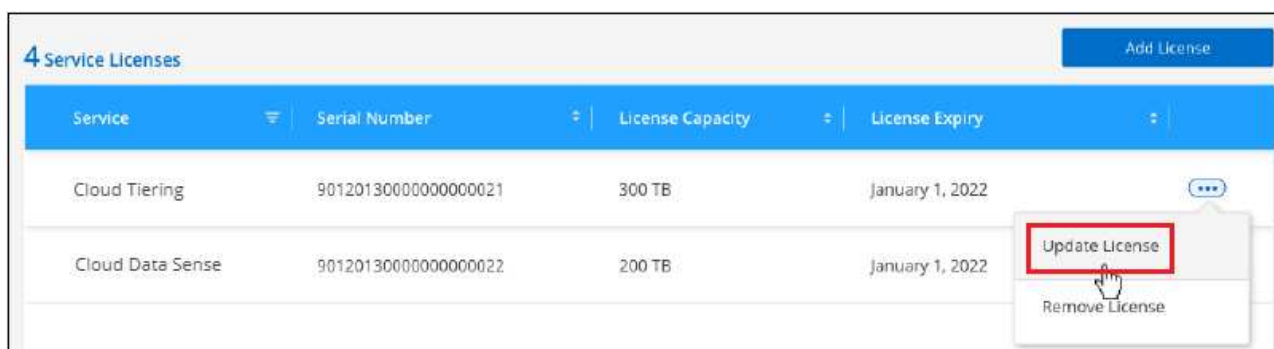 4 Service Licenses
Add License
Service Serial Number License Capacity License Expiry
Cloud Tiering 90120130000000000021 300 TB January 1, 2022
Update License
Cloud Data Sense 90120130000000000022 200 TB January 1, 2022
Remove License